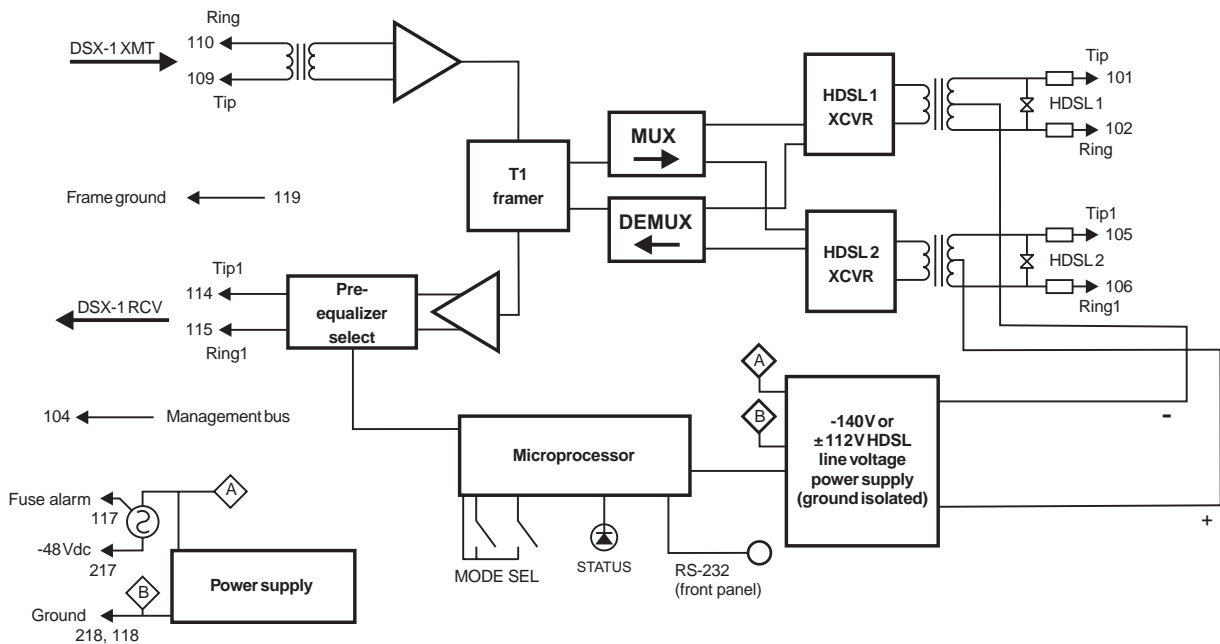 Ring
DSX-1 XMT
110
109
Tip
T1
framer
MUX
DEMUX
HDSL 1
XCVR
Tip
101
HDSL 1
102
Ring
Frame ground
119
HDSL 2
XCVR
Tip1
105
HDSL 2
106
Ring1
Tip1
114
DSX-1 RCV
115
Ring1
Pre-
equalizer
select
A
B
-140V or
± 112V HDSL
line voltage
power supply
(ground isolated)
-
+
104
Management bus
Microprocessor
MODE SEL
STATUS
RS-232
(front panel)
A
Fuse alarm
117
-48 Vdc
217
B
Power supply
Ground
218, 118